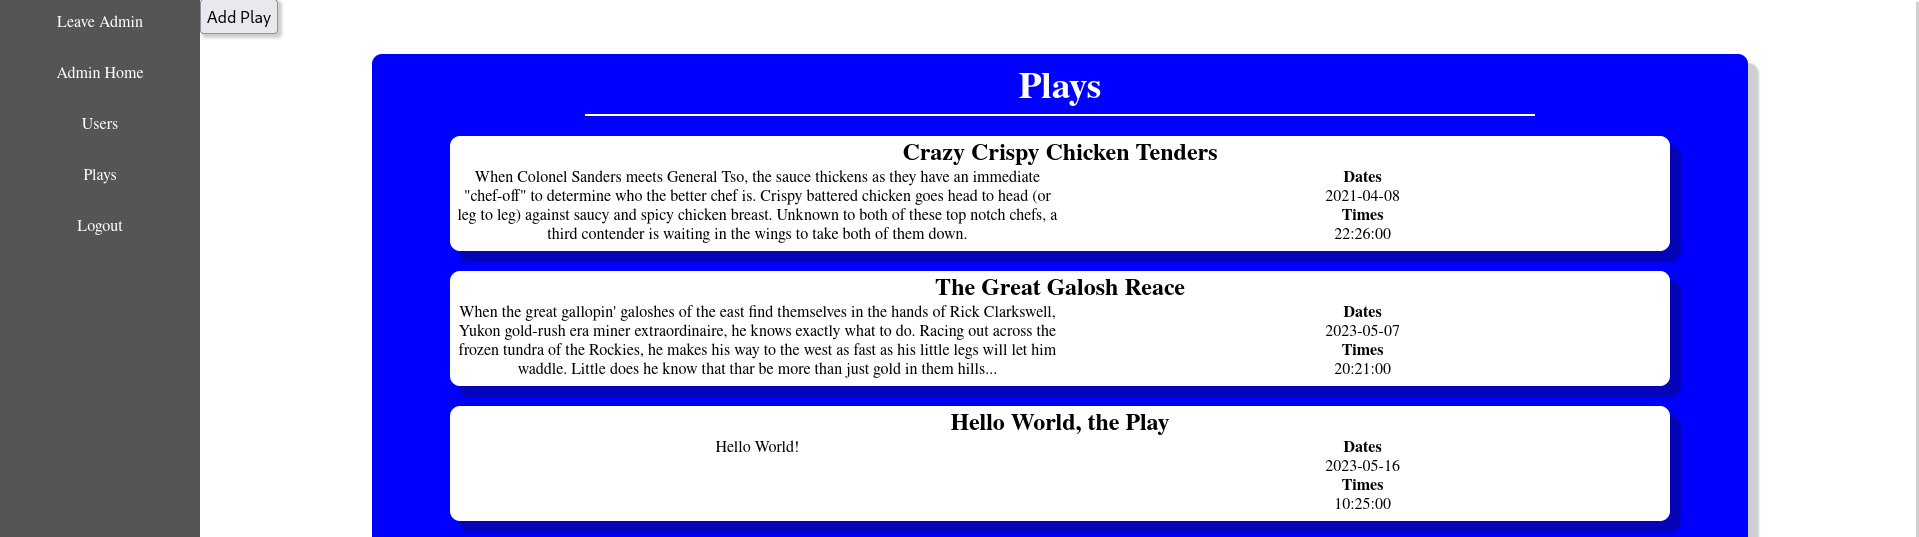 Leave Admin
Admin Home
Users
Plays
Logout
Add Play
Plays
Crazy Crispy Chicken Tenders
When Colonel Sanders meets General Tso, the sauce thickens as they have an immediate
"chef-off" to determine who the better chef is. Crispy battered chicken goes head to head (or
leg to leg) against saucy and spicy chicken breast. Unknown to both of these top notch chefs, a
third contender is waiting in the wings to take both of them down.
Dates
2021-04-08
Times
22:26:00
The Great Galosh Reace
When the great gallopin' galoshes of the east find themselves in the hands of Rick Clarkswell,
Yukon gold-rush era miner extraordinaire, he knows exactly what to do. Racing out across the
frozen tundra of the Rockies, he makes his way to the west as fast as his little legs will let him
waddle. Little does he know that thar be more than just gold in them hills...
Dates
2023-05-07
Times
20:21:00
Hello World, the Play
Hello World!
Dates
2023-05-16
Times
10:25:00